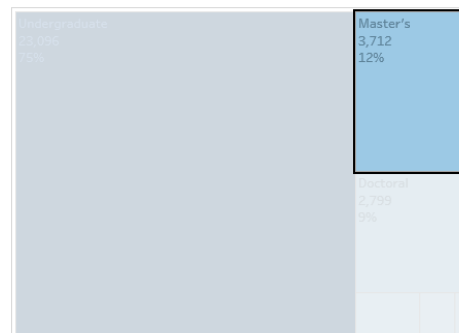 Undergraduate
23,096
75%
Master's
3,712
12%
Doctoral
2,799
9%